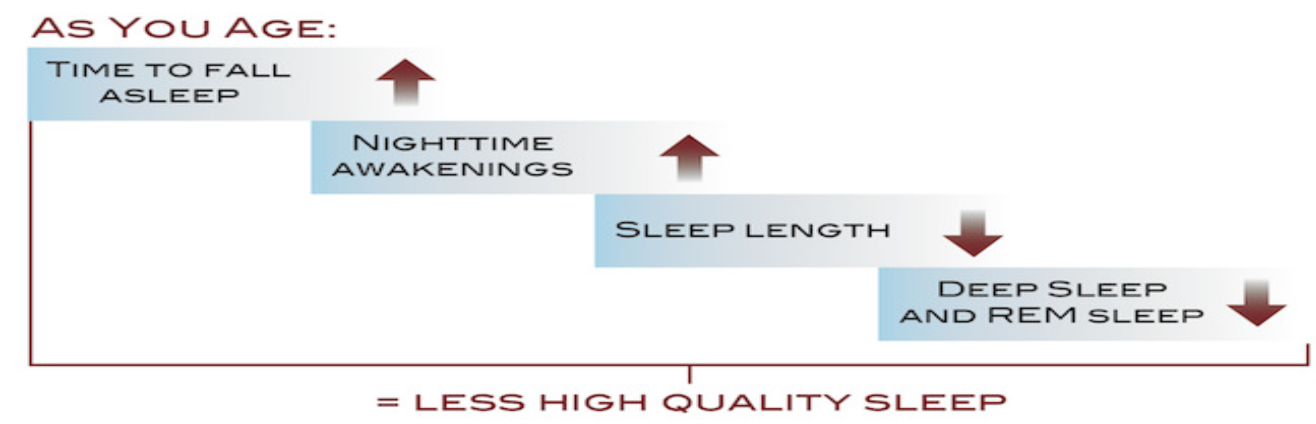 As You Age:
Time to fall
asleep
Nighttime
awakenings
Sleep length
Deep Sleep
and REM sleep
= less high quality sleep